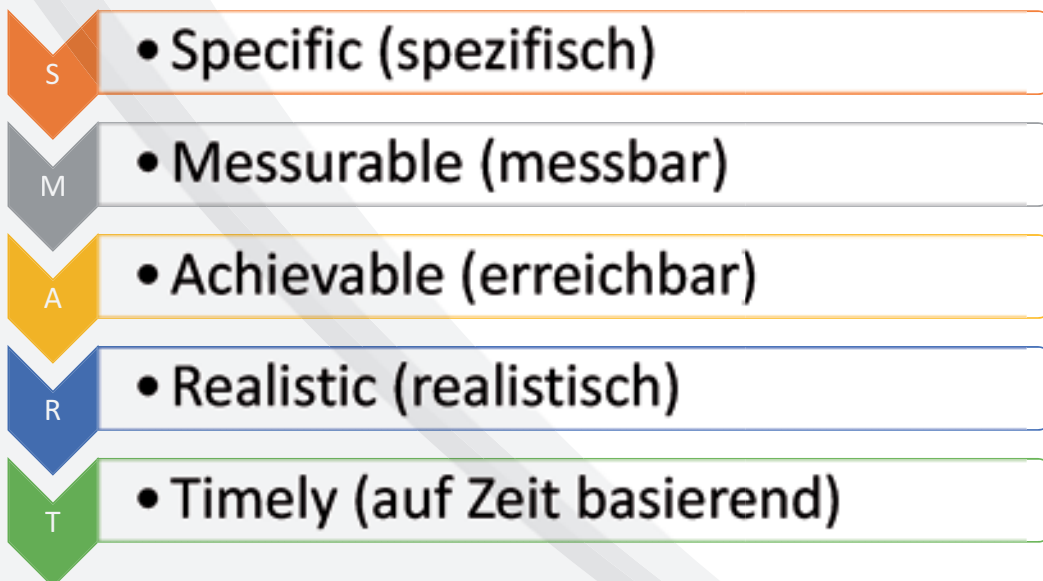 S
• Specific (spezifisch)
M
• Messurable (messbar)
A
• Achievable (erreichbar)
R
• Realistic (realistisch)
T
• Timely (auf Zeit basierend)